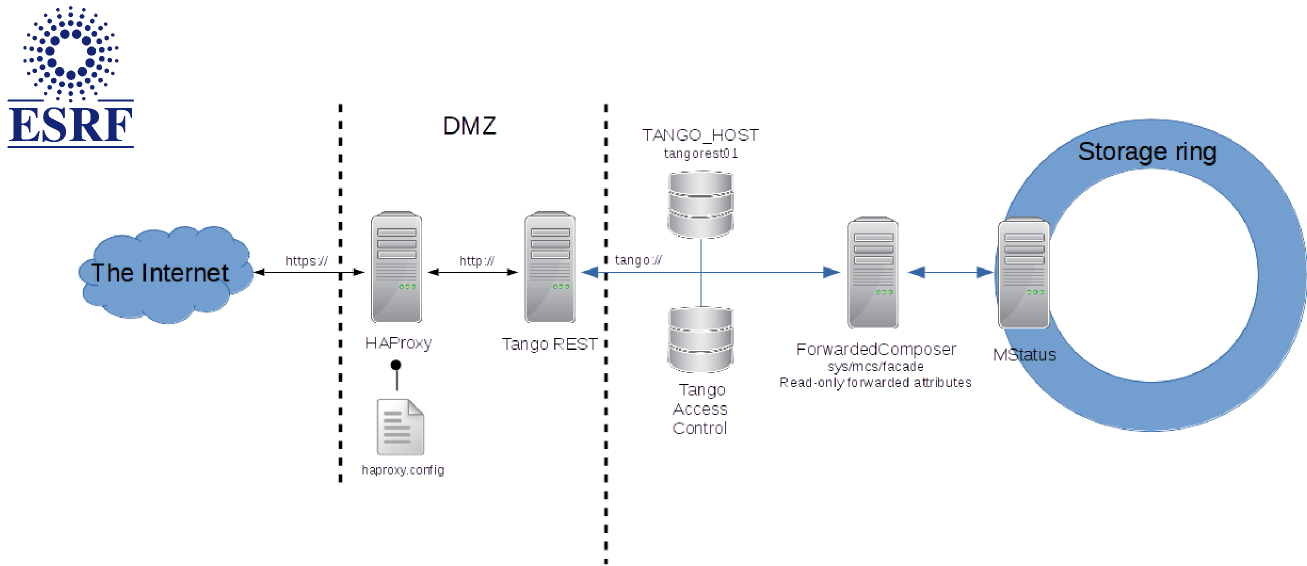 ESRF
DMZ
TANGO_HOST
tangorest01
Storage ring
The Internet
https://
http://
tango://
HAProxy
Tango REST
ForwardedComposer
sys/mcs/facade
Read-only forwarded attributes
MStatus
Tango
Access
Control
haproxy.config